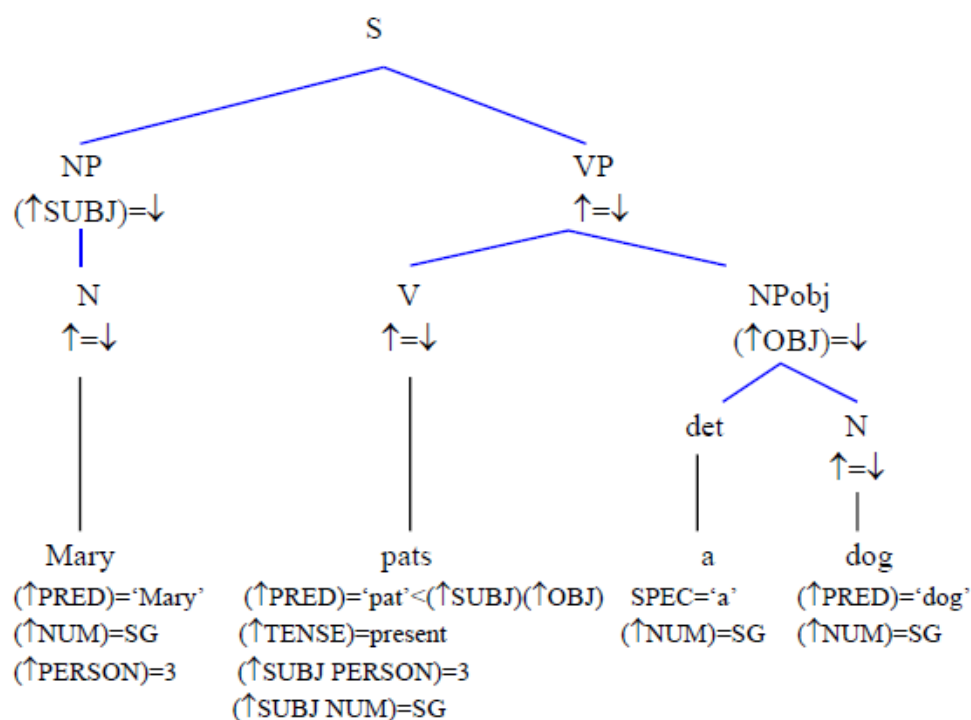 S
NP VP
(↑SUBJ)=↓ ↑=↓
N V NPobj
↑=↓ ↑=↓ (↑OBJ)=↓
det N
↑=↓
Mary pats a dog
(↑PRED)=‘Mary’ (↑PRED)=‘pat’<(↑SUBJ)(↑OBJ) SPEC=‘a’ (↑PRED)=‘dog’
(↑NUM)=SG (↑TENSE)=present (↑NUM)=SG (↑NUM)=SG
(↑PERSON)=3 (↑SUBJ PERSON)=3
(↑SUBJ NUM)=SG